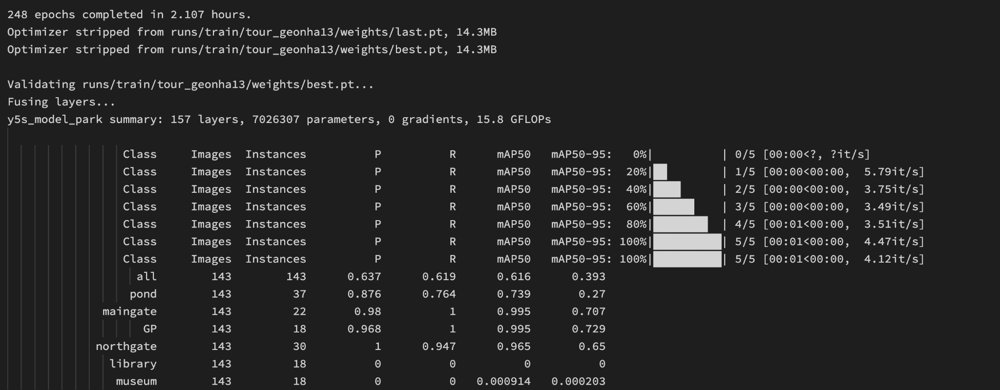 248 epochs completed in 2.107 hours.
Optimizer stripped from runs/train/tour_geonha13/weights/last.pt, 14.3MB
Optimizer stripped from runs/train/tour_geonha13/weights/best.pt, 14.3MB
Validating runs/train/tour_geonha13/weights/best.pt...
Fusing layers...
y5s_model_park summary: 157 layers, 7026307 parameters, 0 gradients, 15.8 GFLOPs
Class Images Instances P R mAP50 mAP50-95: 0%| | 0/5 [00:00<?, ?it/s]
Class Images Instances P R mAP50 mAP50-95: 20%|██ | 1/5 [00:00<00:00, 5.79it/s]
Class Images Instances P R mAP50 mAP50-95: 40%|████ | 2/5 [00:00<00:00, 3.75it/s]
Class Images Instances P R mAP50 mAP50-95: 60%|██████ | 3/5 [00:00<00:00, 3.49it/s]
Class Images Instances P R mAP50 mAP50-95: 80%|████████ | 4/5 [00:01<00:00, 3.51it/s]
Class Images Instances P R mAP50 mAP50-95: 100%|██████████| 5/5 [00:01<00:00, 4.47it/s]
Class Images Instances P R mAP50 mAP50-95: 100%|██████████| 5/5 [00:01<00:00, 4.12it/s]
all 143 143 0.637 0.619 0.616 0.393
pond 143 37 0.876 0.764 0.739 0.27
maingate 143 22 0.98 1 0.995 0.707
GP 143 18 0.968 1 0.995 0.729
northgate 143 30 1 0.947 0.965 0.65
library 143 18 0 0 0 0
museum 143 18 0 0 0.000914 0.000203